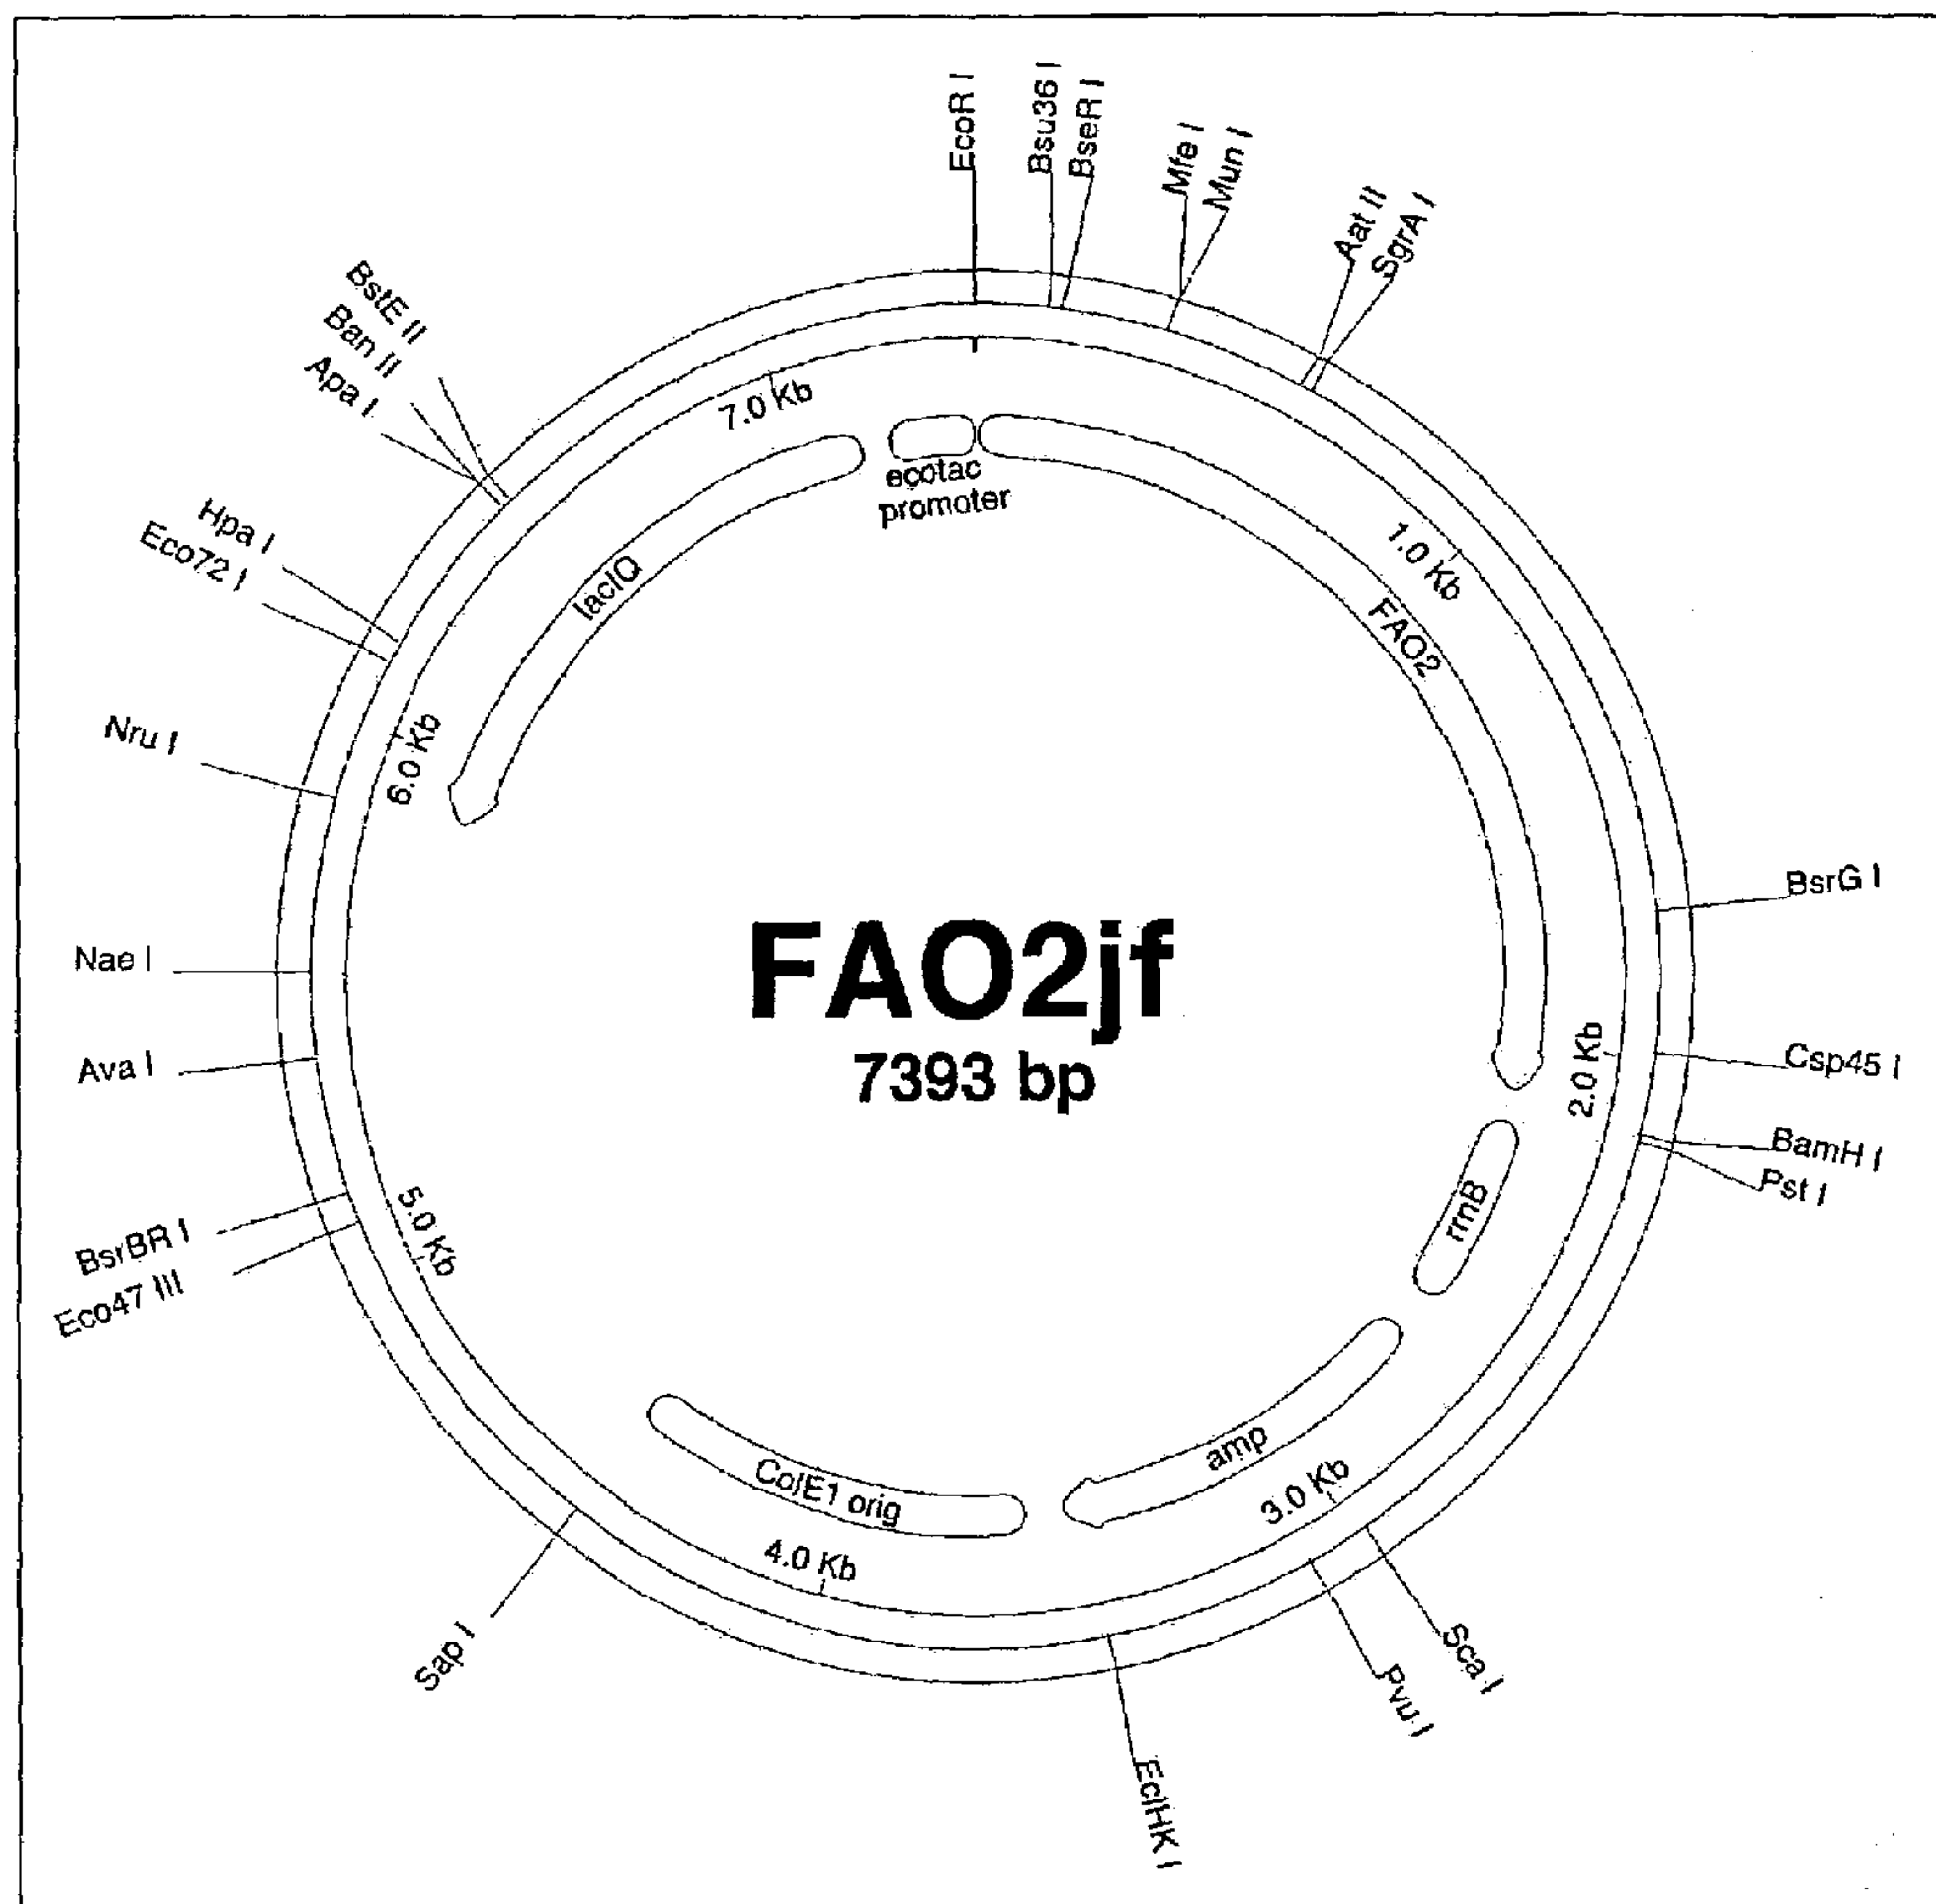 EcoR I
Bsu36 I
BseR I
Mfe I
Mun I
Aat II
SgrA I
BsrG I
Csp45 I
BamH I
Pst I
Sca I
Pvu I
EclHK I
Sap I
Eco47 III
BsrBR I
Ava I
Nae I
Nru I
Eco72 I
Hpa I
Apa I
Ban II
BstE II
7.0 Kb
1.0 Kb
2.0 Kb
3.0 Kb
4.0 Kb
5.0 Kb
6.0 Kb
ecotac
promoter
FAO2
rrnB
amp
ColE1 orig
lacIQ
FAO2jf
7393 bp